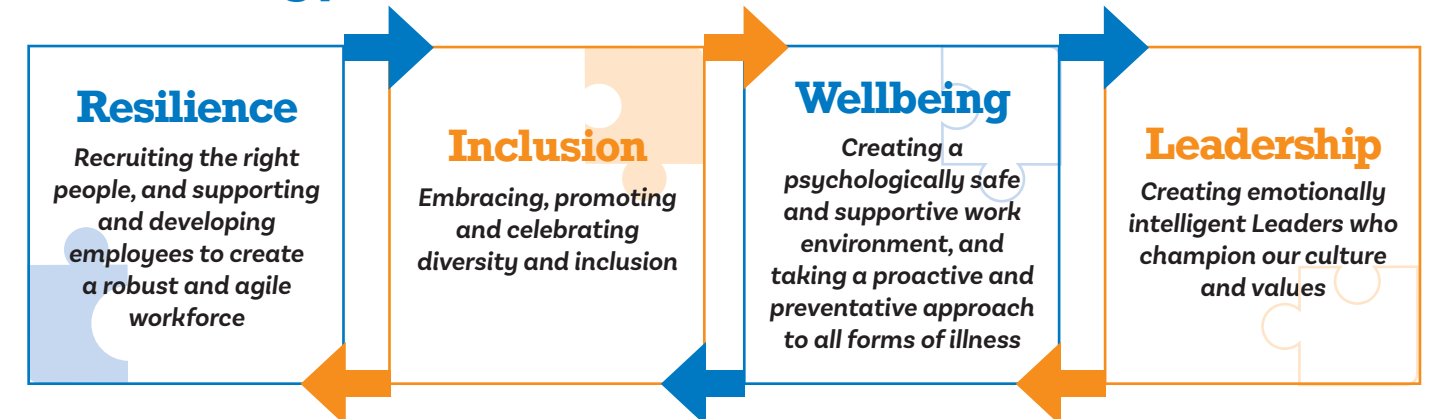 Resilience
Recruiting the right
people, and supporting
and developing
employees to create
a robust and agile
workforce
Inclusion
Embracing, promoting
and celebrating
diversity and inclusion
Wellbeing
Creating a
psychologically safe
and supportive work
environment, and
taking a proactive and
preventative approach
to all forms of illness
Leadership
Creating emotionally
intelligent Leaders who
champion our culture
and values